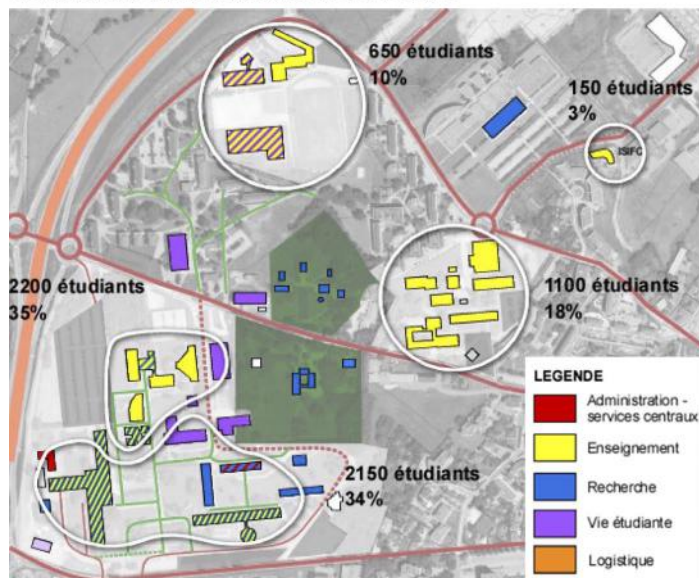 650 étudiants
10%
150 étudiants
3%
ISIFC
2200 étudiants
35%
1100 étudiants
18%
2150 étudiants
34%
LEGENDE
Administration -
services centraux
Enseignement
Recherche
Vie étudiante
Logistique